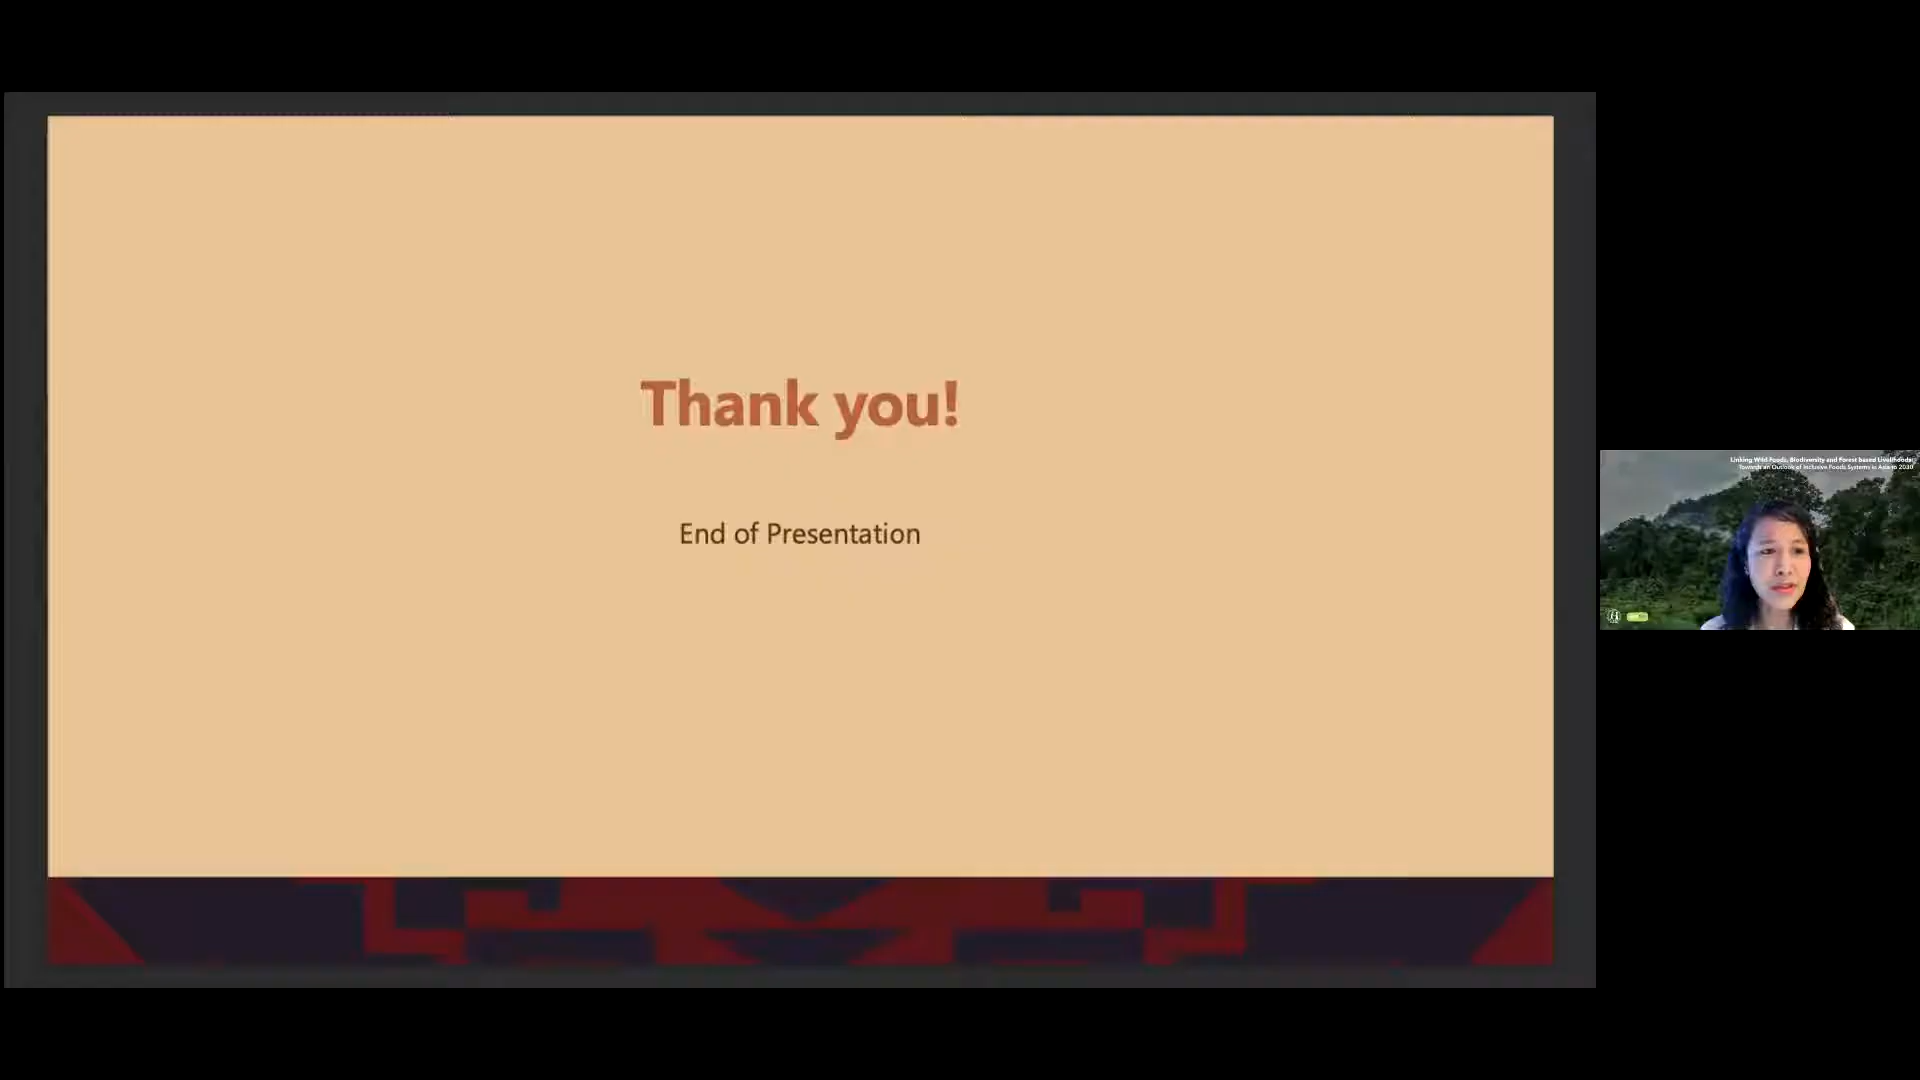 Thank you!
End of Presentation
Linking Wild Foods, Biodiversity and Forest based Livelihoods:
Towards an Outlook of Inclusive Foods Systems in Asia to 2030